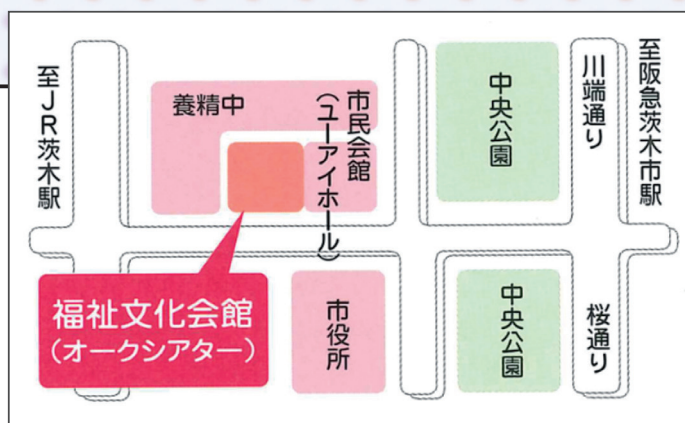 至JR茨木駅
養精中
市民会館
(ユーアイホール)
中央公園
川端通り
至阪急茨木市駅
福祉文化会館
(オークシアター)
市役所
中央公園
桜通り